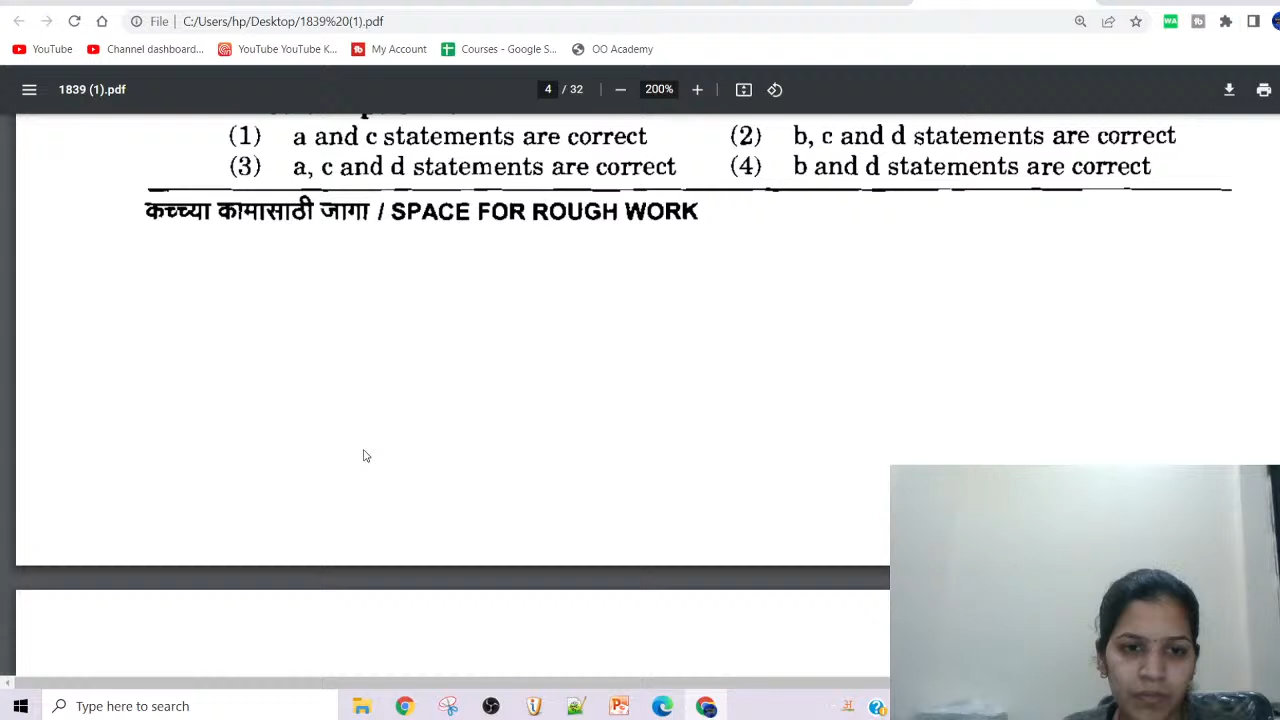 File C:/Users/hp/Desktop/1839%20(1).pdf
YouTube Channel dashboard... YouTube YouTube K... My Account Courses - Google S... OO Academy
1839 (1).pdf 4 / 32 200%
(1) a and c statements are correct (2) b, c and d statements are correct
(3) a, c and d statements are correct (4) b and d statements are correct
कच्च्या कामासाठी जागा / SPACE FOR ROUGH WORK
Type here to search